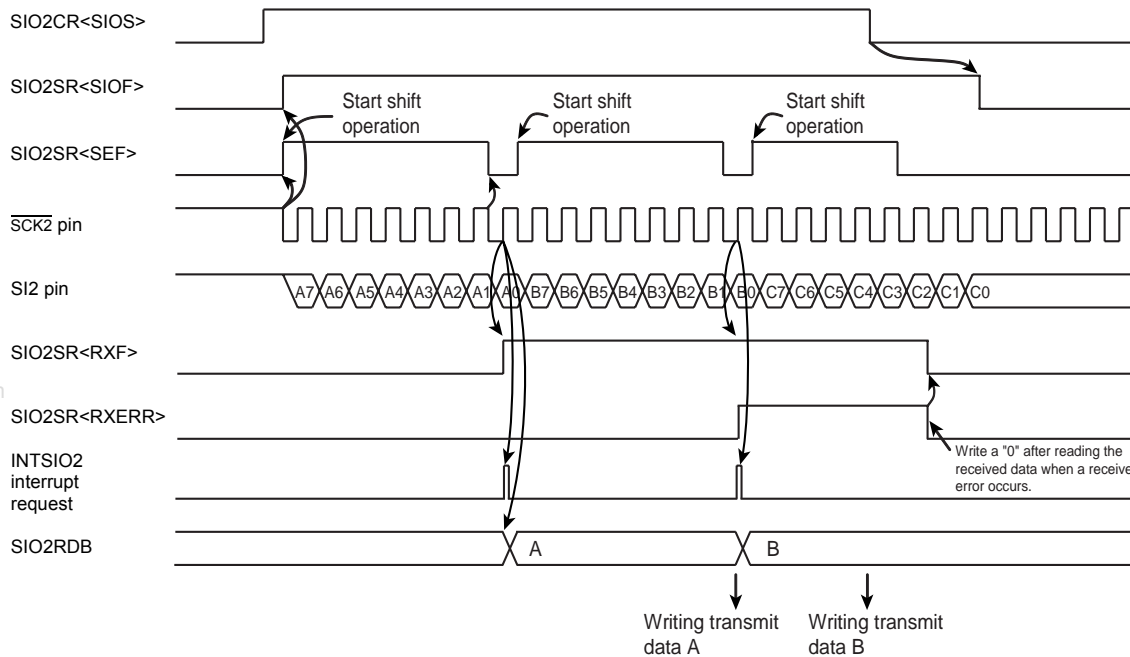 SIO2CR<SIOS>
SIO2SR<SIOF>
Start shift
operation
Start shift
operation
Start shift
operation
SIO2SR<SEF>
SCK2 pin
SI2 pin
A7 A6 A5 A4 A3 A2 A1 A0 B7 B6 B5 B4 B3 B2 B1 B0 C7 C6 C5 C4 C3 C2 C1 C0
SIO2SR<RXF>
SIO2SR<RXERR>
Write a "0" after reading the
received data when a receive
error occurs.
INTSIO2
interrupt
request
SIO2RDB
A
B
Writing transmit
data A
Writing transmit
data B